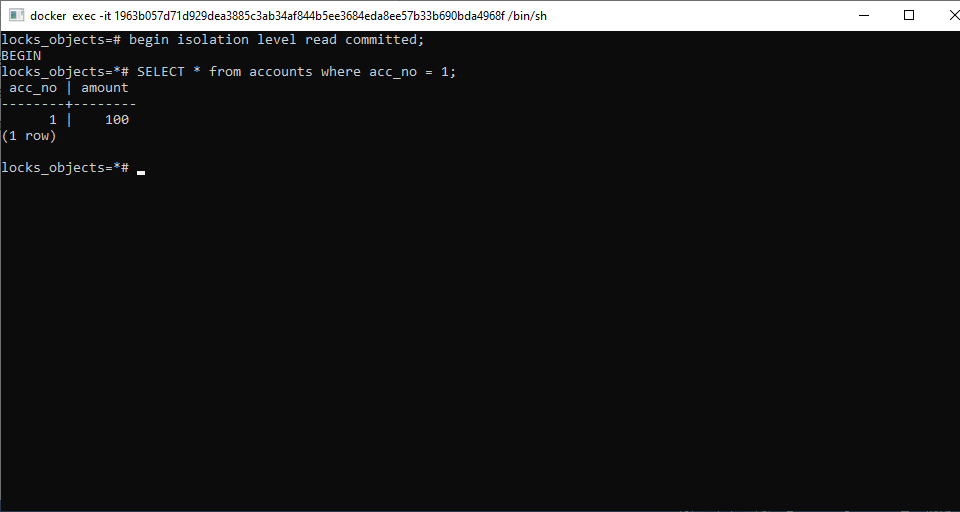 docker exec -it 1963b057d71d929dea3885c3ab34af844b5ee3684eda8ee57b33b690bda4968f /bin/sh
locks_objects=# begin isolation level read committed;
BEGIN
locks_objects=*# SELECT * from accounts where acc_no = 1;
 acc_no | amount
--------+--------
      1 |    100
(1 row)
locks_objects=*#